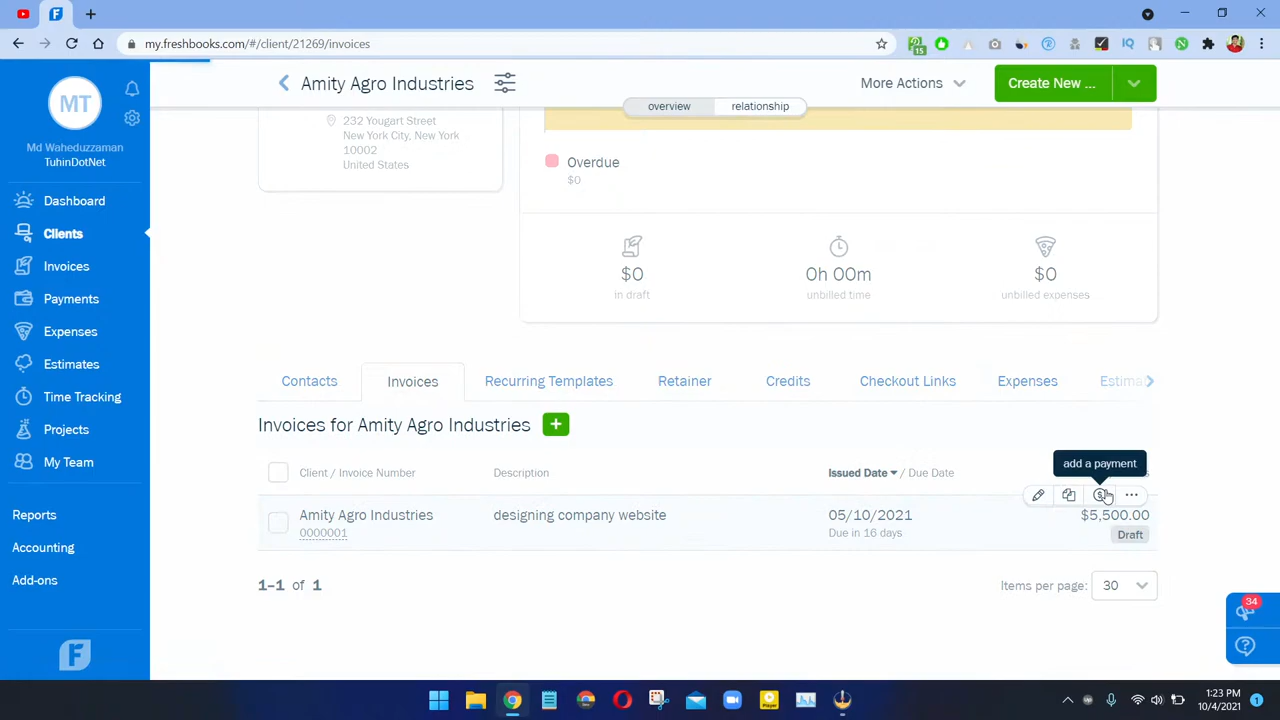 my.freshbooks.com/#/client/21269/invoices
15
MT
Md Waheduzzaman
TuhinDotNet
Dashboard
Clients
Invoices
Payments
Expenses
Estimates
Time Tracking
Projects
My Team
Reports
Accounting
Add-ons
Amity Agro Industries
More Actions
Create New ...
overview
relationship
232 Yougart Street
New York City, New York
10002
United States
Overdue
$0
$0
in draft
0h 00m
unbilled time
$0
unbilled expenses
Contacts
Invoices
Recurring Templates
Retainer
Credits
Checkout Links
Expenses
Invoices for Amity Agro Industries
add a payment
Client / Invoice Number
Description
Issued Date / Due Date
Amity Agro Industries
designing company website
05/10/2021
$5,500.00
0000001
Due in 16 days
Draft
1–1 of 1
Items per page:
30
34
1:23 PM
10/4/2021
1